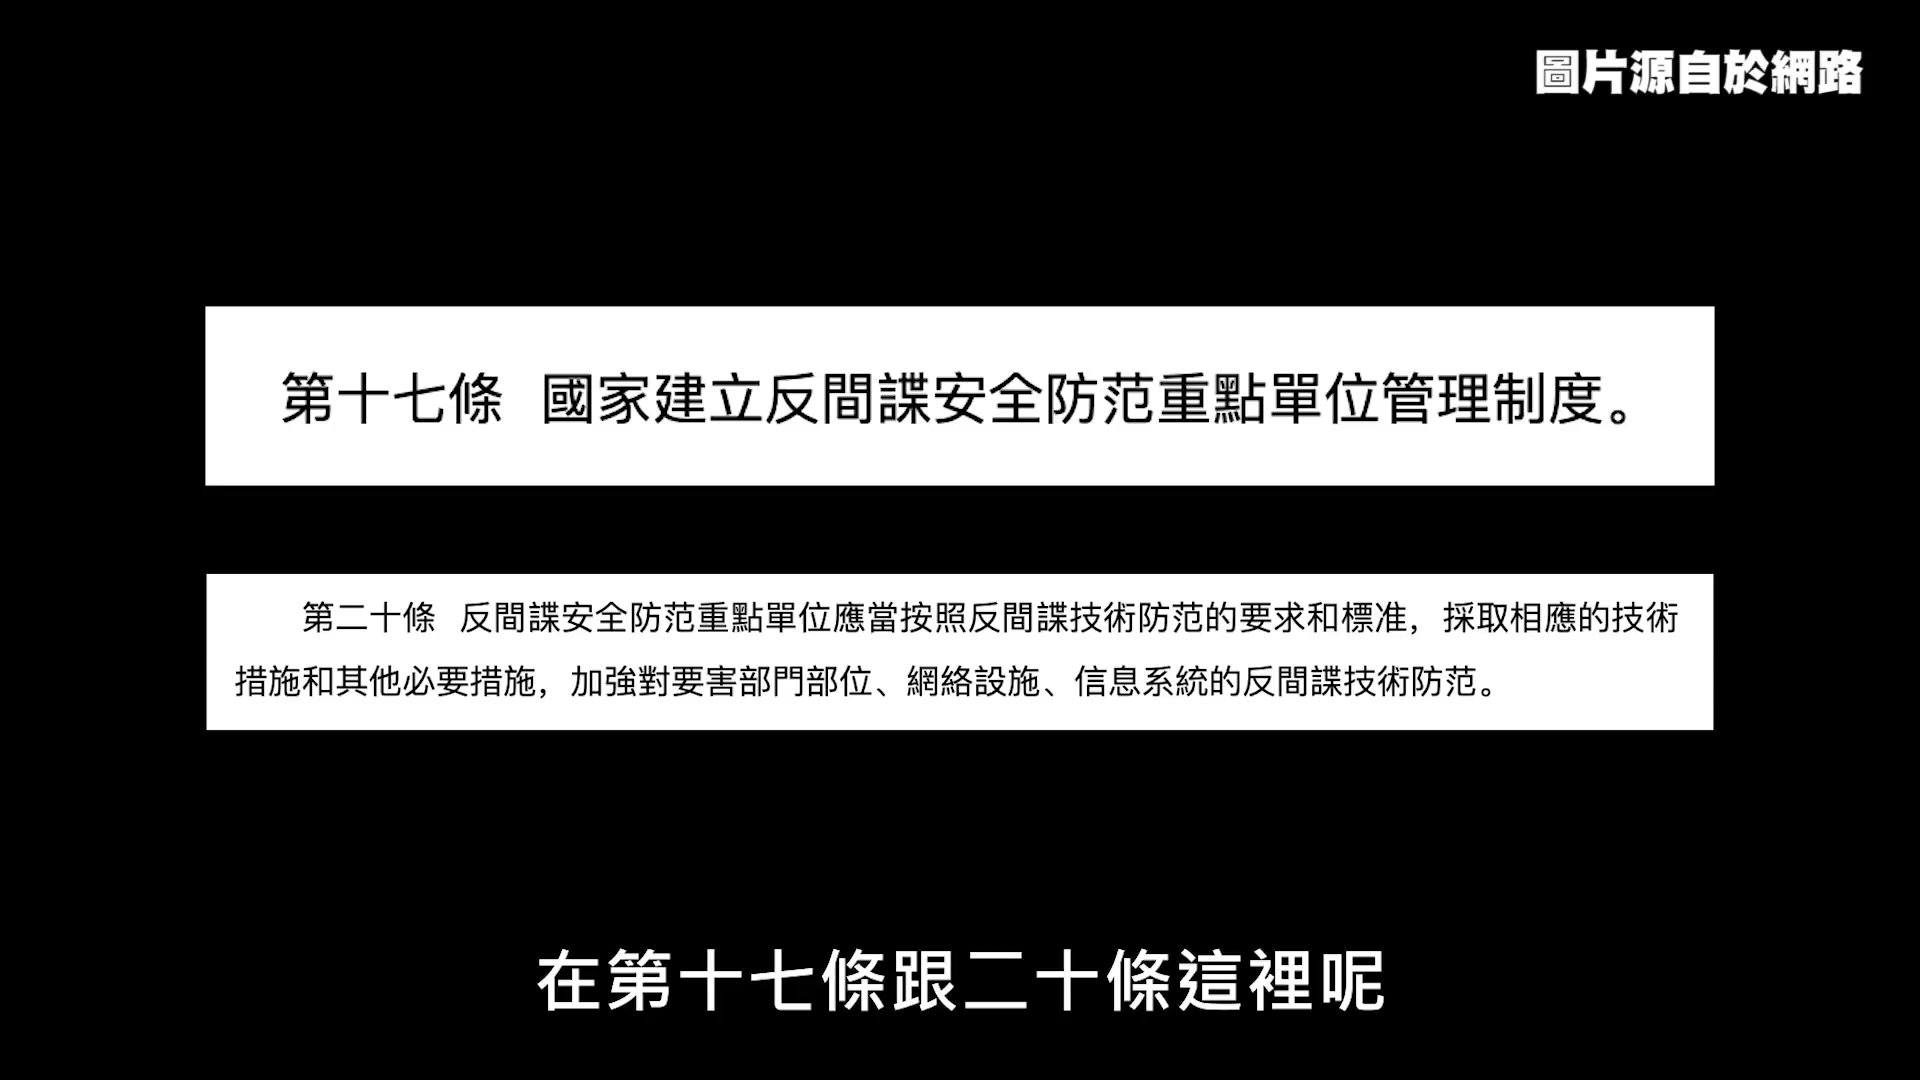 圖片源自於網路
第十七條 國家建立反間諜安全防范重點單位管理制度。
第二十條 反間諜安全防范重點單位應當按照反間諜技術防范的要求和標准，採取相應的技術
措施和其他必要措施，加強對要害部門部位、網絡設施、信息系統的反間諜技術防范。
在第十七條跟二十條這裡呢